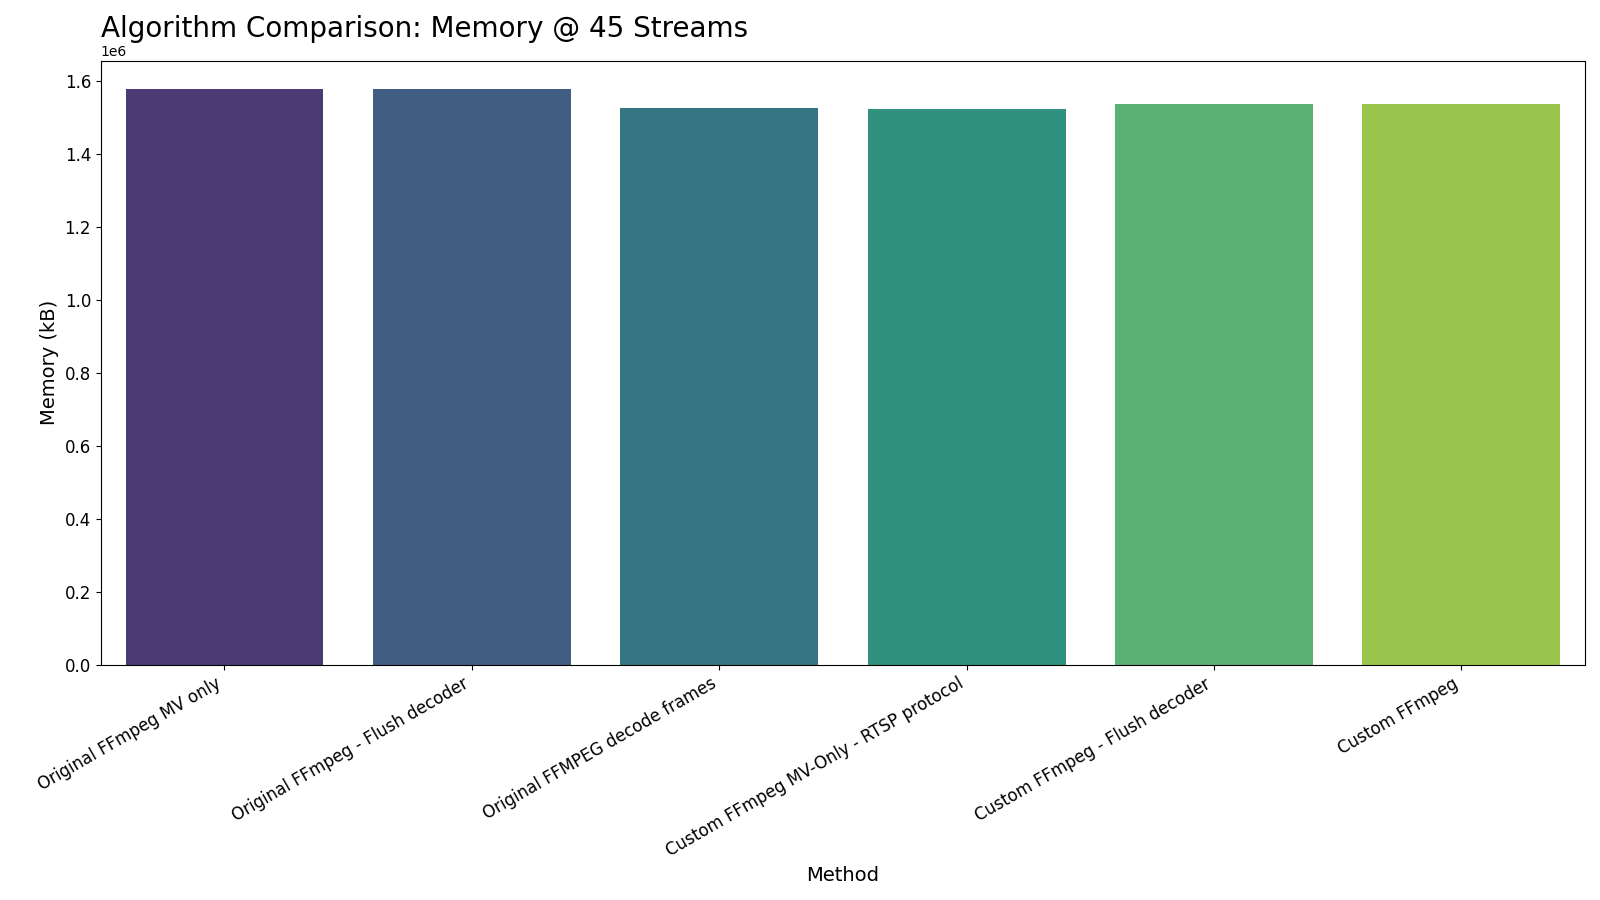 Algorithm Comparison: Memory @ 45 Streams
1e6
1.6
1.4
1.2
1.0
0.8
0.6
0.4
0.2
0.0
Memory (kB)
Original FFmpeg MV only
Original FFmpeg - Flush decoder
Original FFMPEG decode frames
Custom FFmpeg MV-Only - RTSP protocol
Custom FFmpeg - Flush decoder
Custom FFmpeg
Method